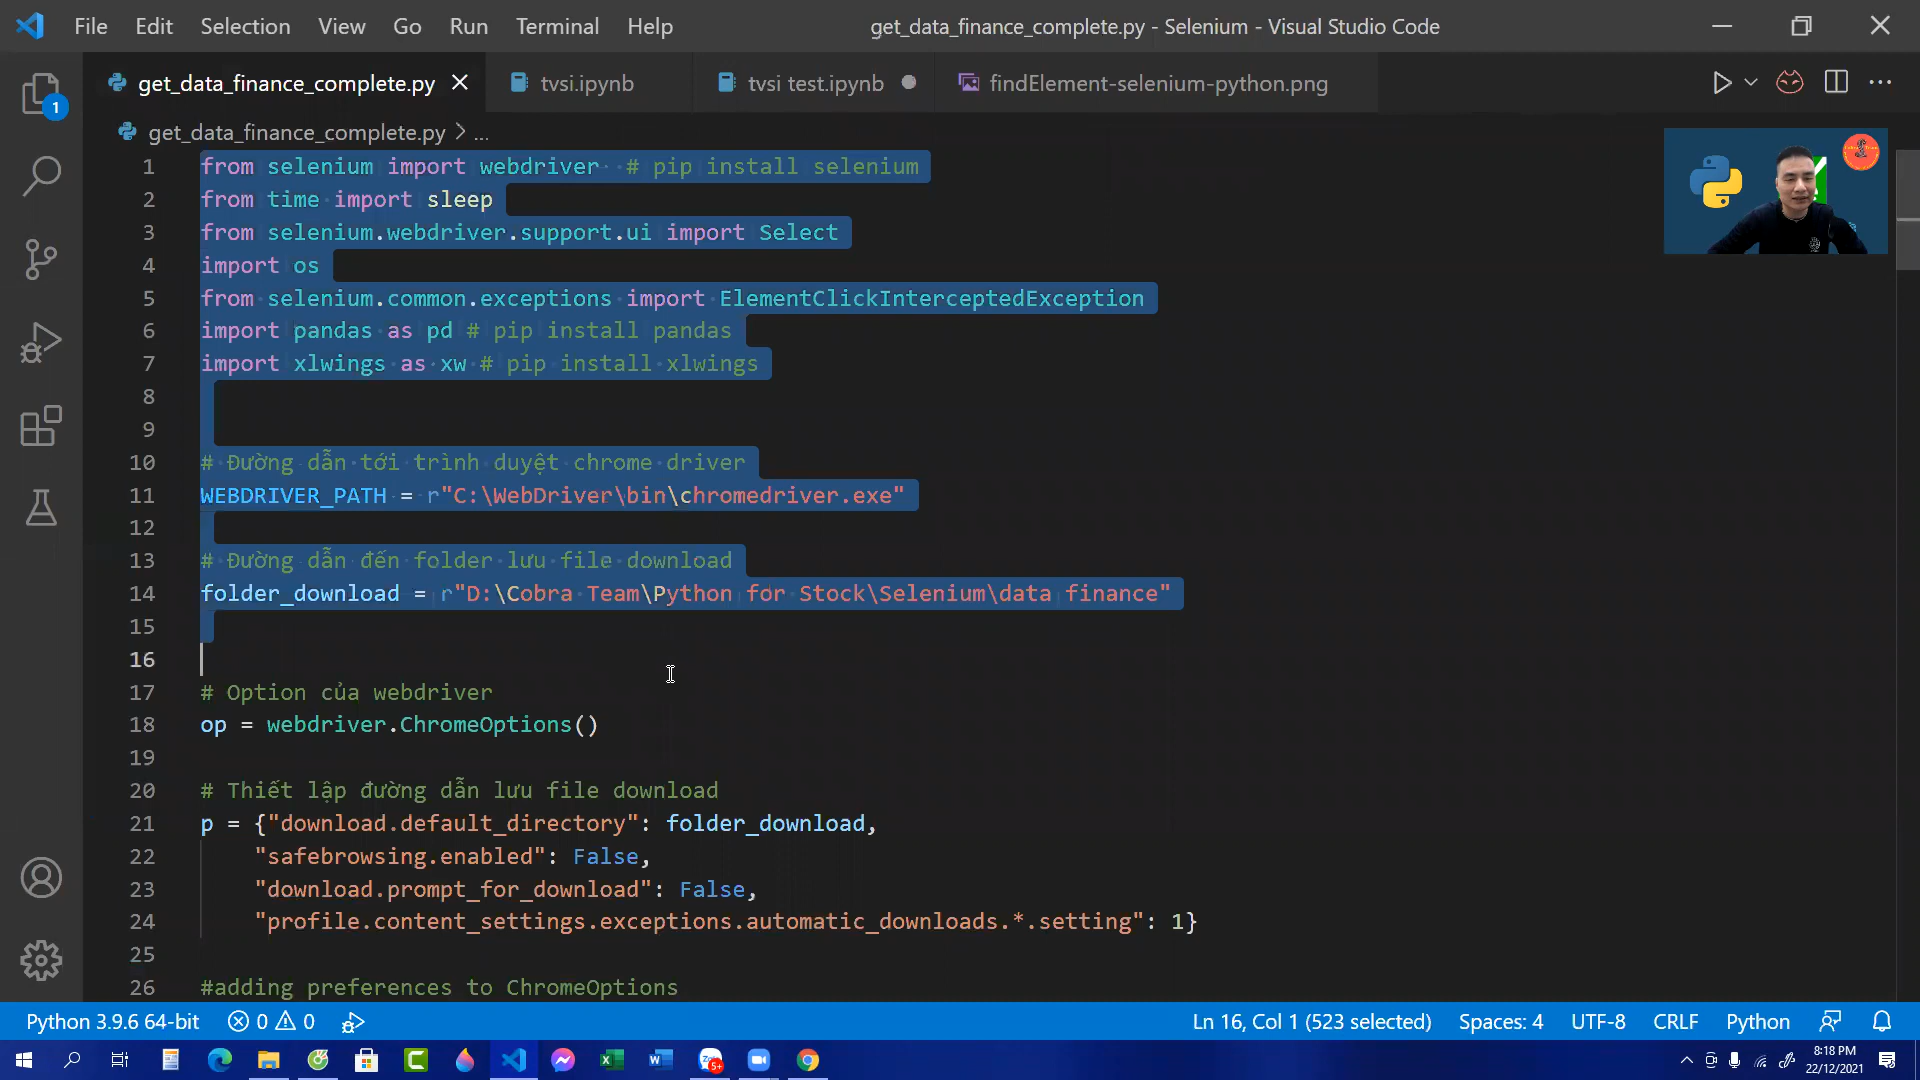 File Edit Selection View Go Run Terminal Help get_data_finance_complete.py - Selenium - Visual Studio Code
get_data_finance_complete.py tvsi.ipynb tvsi test.ipynb findElement-selenium-python.png
1
get_data_finance_complete.py > ...
1 from selenium import webdriver  # pip install selenium
2 from time import sleep
3 from selenium.webdriver.support.ui import Select
4 import os
5 from selenium.common.exceptions import ElementClickInterceptedException
6 import pandas as pd # pip install pandas
7 import xlwings as xw # pip install xlwings
8
9
10 # Đường dẫn tới trình duyệt chrome driver
11 WEBDRIVER_PATH = r"C:\WebDriver\bin\chromedriver.exe"
12
13 # Đường dẫn đến folder lưu file download
14 folder_download = r"D:\Cobra Team\Python for Stock\Selenium\data finance"
15
16
17 # Option của webdriver
18 op = webdriver.ChromeOptions()
19
20 # Thiết lập đường dẫn lưu file download
21 p = {"download.default_directory": folder_download,
22 "safebrowsing.enabled": False,
23 "download.prompt_for_download": False,
24 "profile.content_settings.exceptions.automatic_downloads.*.setting": 1}
25
26 #adding preferences to ChromeOptions
Python 3.9.6 64-bit 0 0 Ln 16, Col 1 (523 selected) Spaces: 4 UTF-8 CRLF Python
8:18 PM
22/12/2021